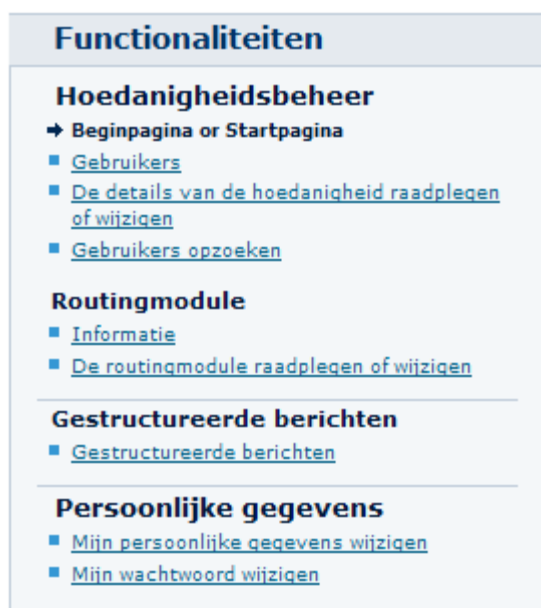 Functionaliteiten
Hoedanigheidsbeheer
Beginpagina or Startpagina
Gebruikers
De details van de hoedanigheid raadplegen
of wijzigen
Gebruikers opzoeken
Routingmodule
Informatie
De routingmodule raadplegen of wijzigen
Gestructureerde berichten
Gestructureerde berichten
Persoonlijke gegevens
Mijn persoonlijke gegevens wijzigen
Mijn wachtwoord wijzigen